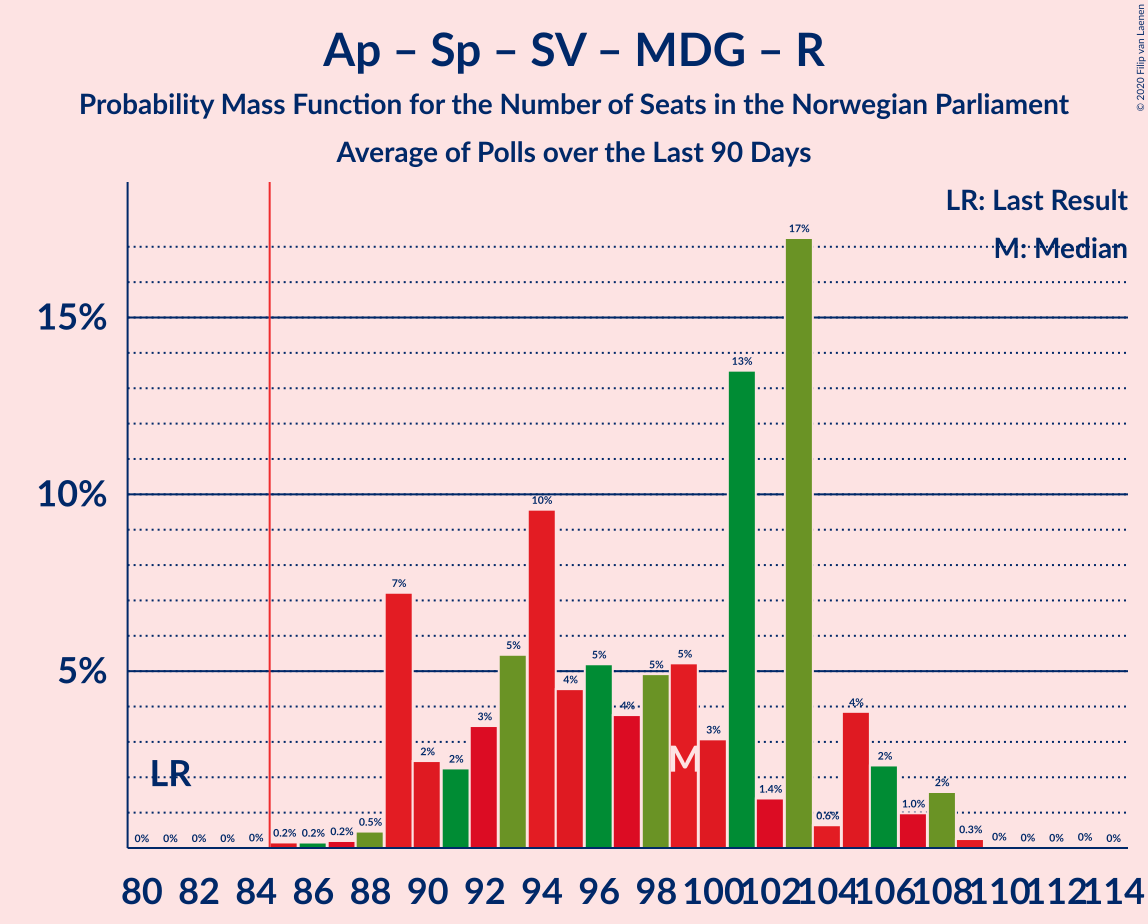 Ap – Sp – SV – MDG – R
Probability Mass Function for the Number of Seats in the Norwegian Parliament
Average of Polls over the Last 90 Days
© 2020 Filip van Laenen
LR: Last Result
M: Median
15%
10%
5%
LR
M
0% 0% 0% 0% 0% 0.2% 0.2% 0.2% 0.5% 7% 2% 2% 3% 5% 10% 4% 5% 4% 5% 5% 3% 13% 1.4% 17% 0.6% 4% 2% 1.0% 2% 0.3% 0% 0% 0% 0% 0%
80 82 84 86 88 90 92 94 96 98 100 102 104 106 108 110 112 114